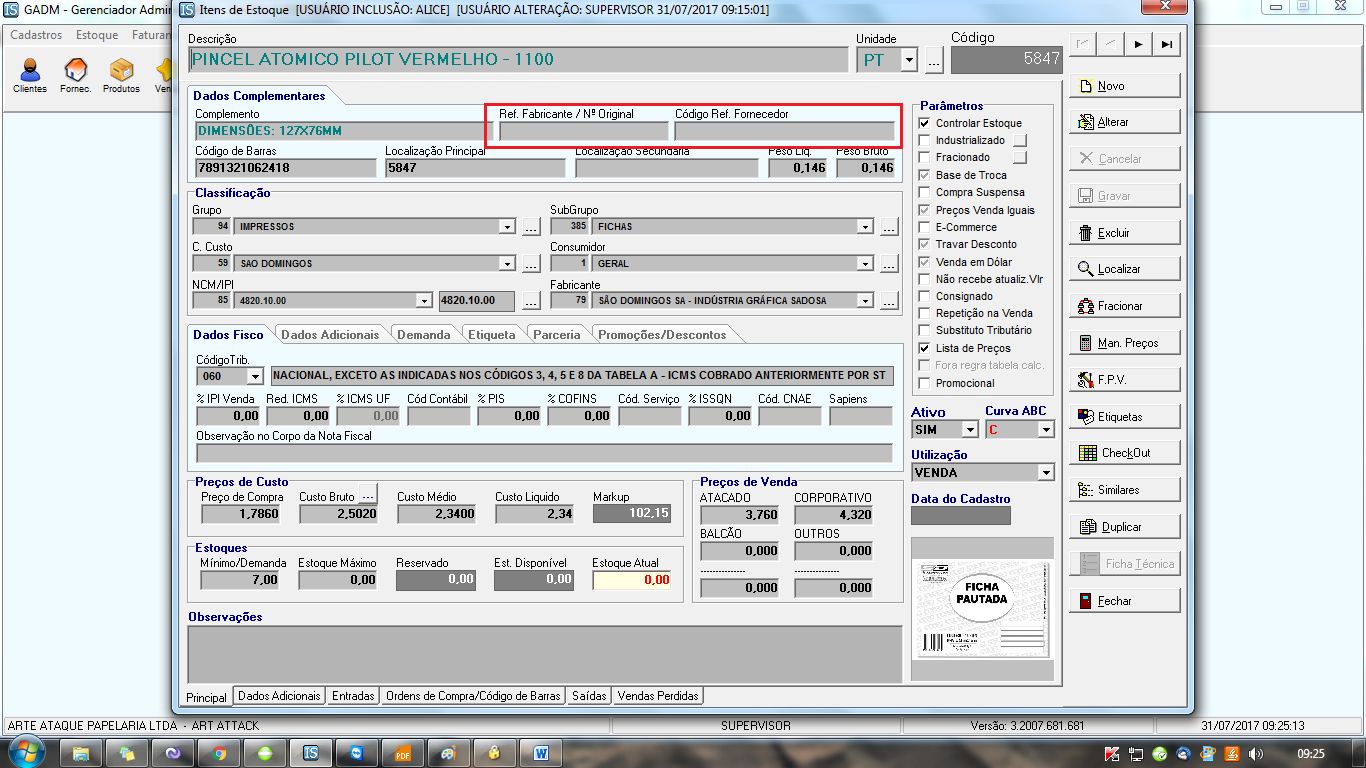 GADM - Gerenciador Admin
Itens de Estoque [USUÁRIO INCLUSÃO: ALICE] [USUÁRIO ALTERAÇÃO: SUPERVISOR 31/07/2017 09:15:01]
Cadastros Estoque Faturan
Clientes Fornec. Produtos Ven
Descrição Unidade Código
PINCEL ATOMICO PILOT VERMELHO - 1100 PT ... 5847
Dados Complementares
Complemento Ref. Fabricante / Nº Original Código Ref. Fornecedor
DIMENSÕES: 127X76MM
Código de Barras Localização Principal Localização Secundária Peso Liq. Peso Bruto
7891321062418 5847 0,146 0,146
Classificação
Grupo SubGrupo
94 IMPRESSOS ... 385 FICHAS ...
C. Custo Consumidor
59 SAO DOMINGOS ... 1 GERAL ...
NCM/IPI Fabricante
85 4820.10.00 4820.10.00 ... 79 SÃO DOMINGOS SA - INDÚSTRIA GRÁFICA SADOSA ...
Dados Fisco Dados Adicionais Demanda Etiqueta Parceria Promoções/Descontos
CódigoTrib.
060 NACIONAL, EXCETO AS INDICADAS NOS CÓDIGOS 3, 4, 5 E 8 DA TABELA A - ICMS COBRADO ANTERIORMENTE POR ST
% IPI Venda Red. ICMS % ICMS UF Cód Contábil % PIS % COFINS Cód. Serviço % ISSQN Cód. CNAE Sapiens
0,00 0,00 0,00 0,00 0,00 0,00
Observação no Corpo da Nota Fiscal
Preços de Custo
Preço de Compra Custo Bruto ... Custo Médio Custo Liquido Markup
1,7860 2,5020 2,3400 2,34 102,15
Preços de Venda
ATACADO CORPORATIVO
3,760 4,320
BALCÃO OUTROS
0,000 0,000
--------------- ---------------
0,000 0,000
Estoques
Mínimo/Demanda Estoque Máximo Reservado Est. Disponível Estoque Atual
7,00 0,00 0,00 0,00 0,00
Observações
Principal Dados Adicionais Entradas Ordens de Compra/Código de Barras Saídas Vendas Perdidas
Parâmetros
Controlar Estoque
Industrializado
Fracionado
Base de Troca
Compra Suspensa
Preços Venda Iguais
E-Commerce
Travar Desconto
Venda em Dólar
Não recebe atualiz.Vlr
Consignado
Repetição na Venda
Substituto Tributário
Lista de Preços
Fora regra tabela calc.
Promocional
Ativo Curva ABC
SIM C
Utilização
VENDA
Data do Cadastro
FICHA
PAUTADA
Novo
Alterar
Cancelar
Gravar
Excluir
Localizar
Fracionar
Man. Preços
F.P.V.
Etiquetas
CheckOut
Similares
Duplicar
Ficha Técnica
Fechar
ARTE ATAQUE PAPELARIA LTDA - ART ATTACK SUPERVISOR Versão: 3.2007.681.681 31/07/2017 09:25:13
09:25